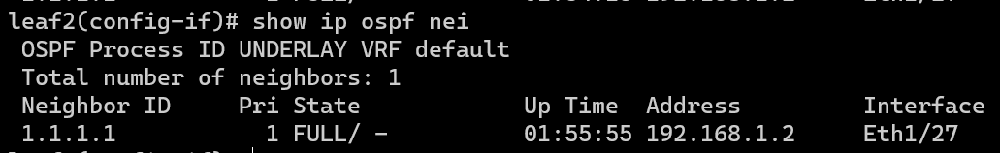 leaf2(config-if)# show ip ospf nei
 OSPF Process ID UNDERLAY VRF default
 Total number of neighbors: 1
 Neighbor ID     Pri State            Up Time  Address         Interface
 1.1.1.1           1 FULL/ -          01:55:55 192.168.1.2     Eth1/27